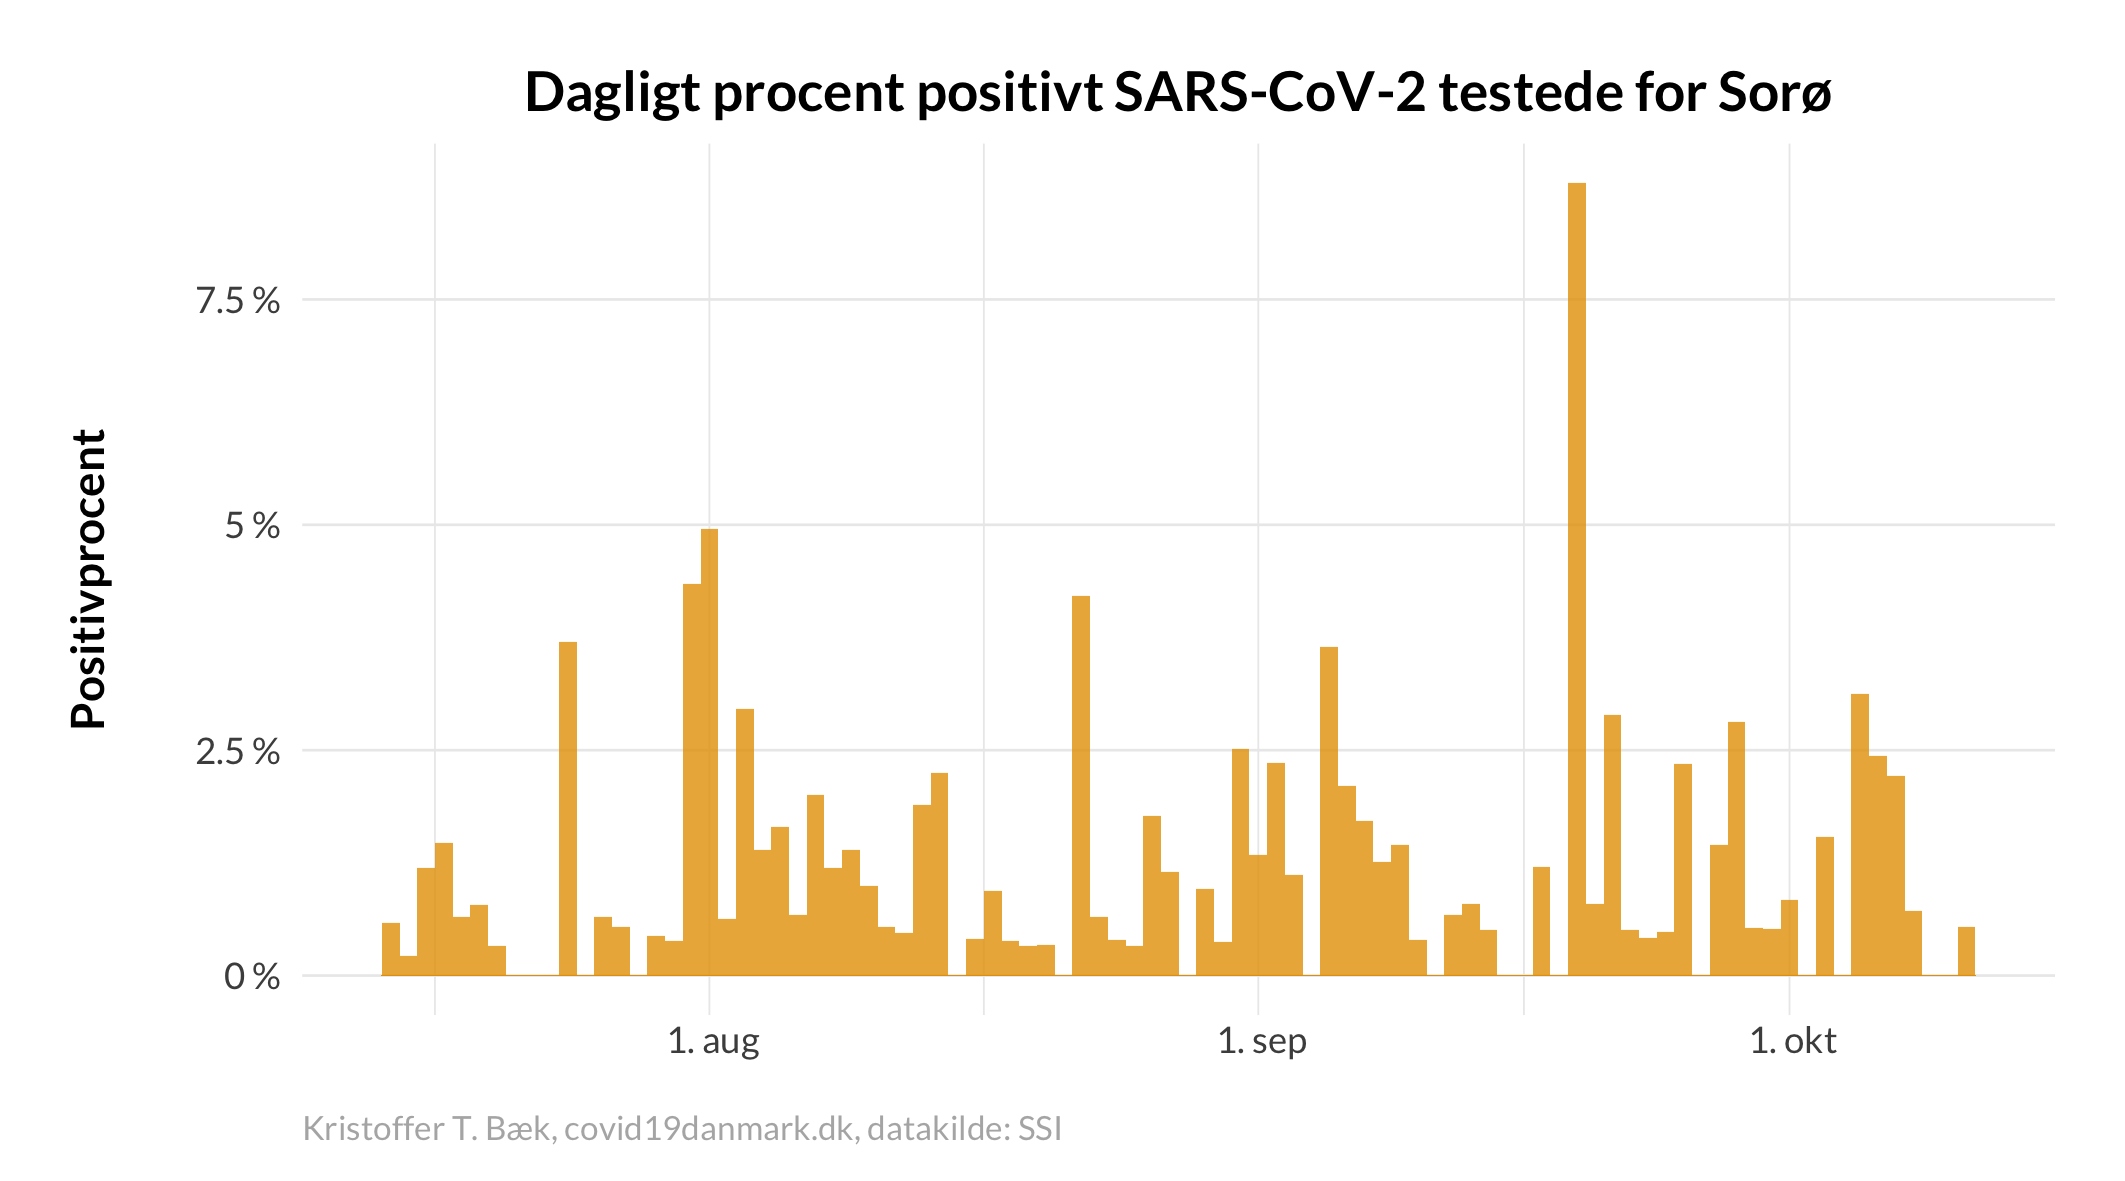 Dagligt procent positivt SARS-CoV-2 testede for Sorø
Positivprocent
7.5 %
5 %
2.5 %
0 %
1. aug
1. sep
1. okt
Kristoffer T. Bæk, covid19danmark.dk, datakilde: SSI